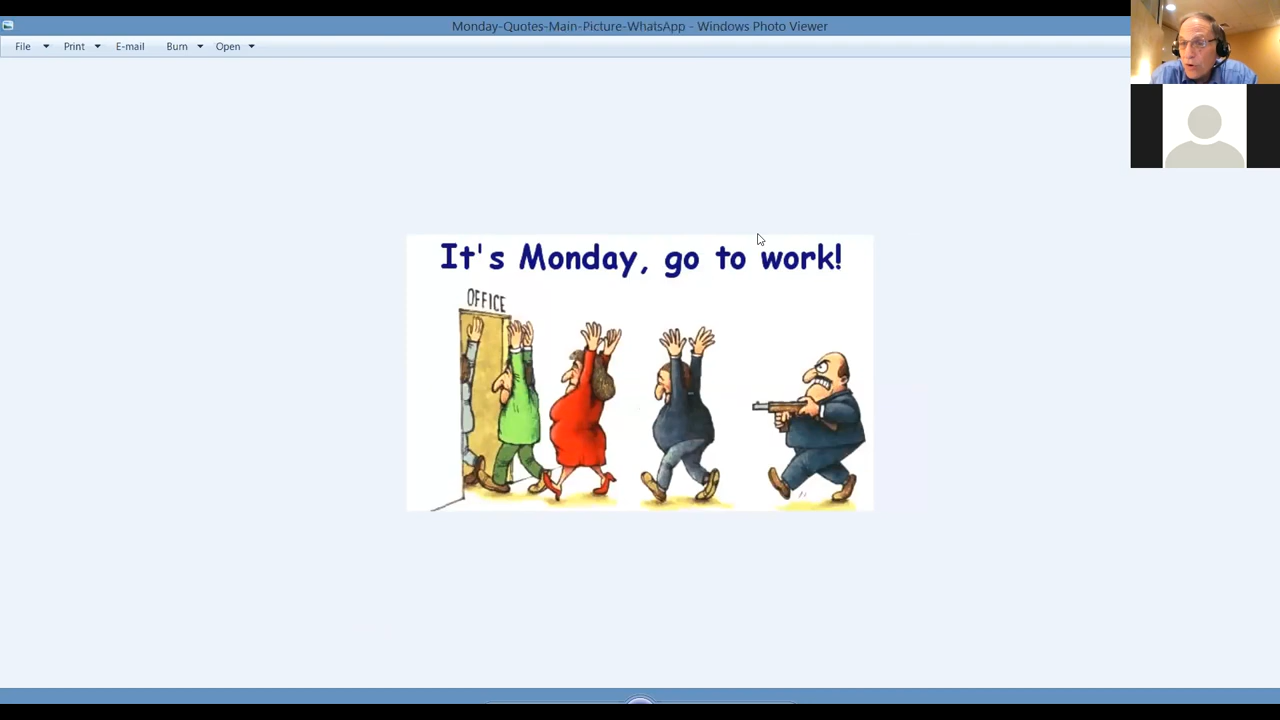 Monday-Quotes-Main-Picture-WhatsApp - Windows Photo Viewer
File Print E-mail Burn Open
It's Monday, go to work!
OFFICE